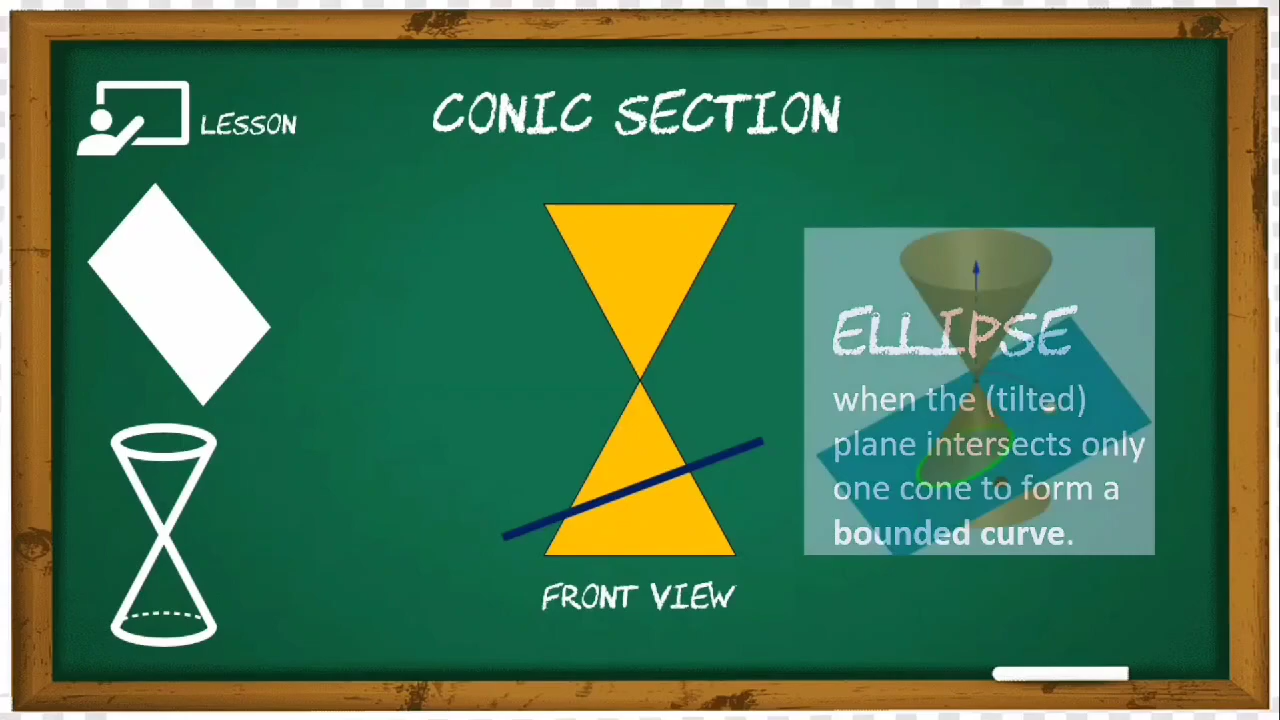 LESSON
CONIC SECTION
ELLIPSE
when the (tilted)
plane intersects only
one cone to form a
bounded curve.
FRONT VIEW